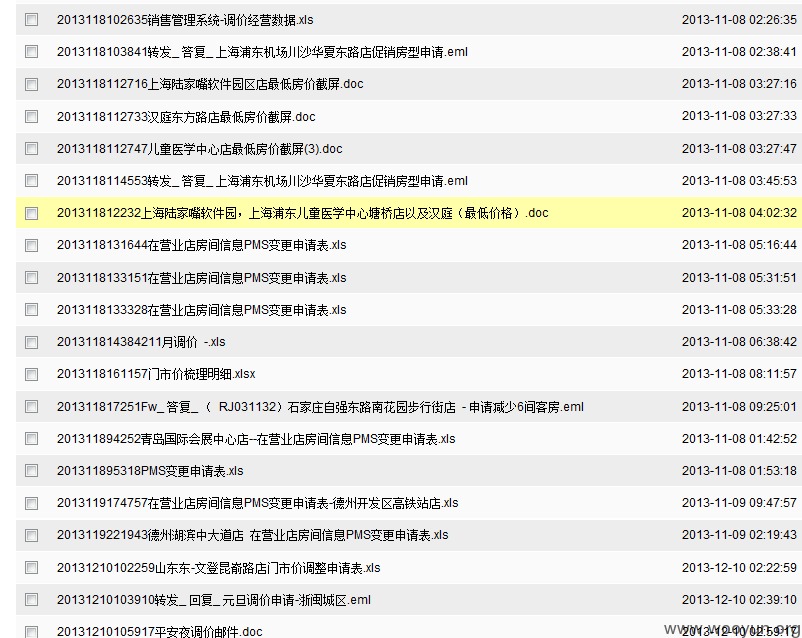 2013118102635销售管理系统-调价经营数据.xls 2013-11-08 02:26:35
2013118103841转发_ 答复_ 上海浦东机场川沙华夏东路店促销房型申请.eml 2013-11-08 02:38:41
2013118112716上海陆家嘴软件园区店最低房价截屏.doc 2013-11-08 03:27:16
2013118112733汉庭东方路店最低房价截屏.doc 2013-11-08 03:27:33
2013118112747儿童医学中心店最低房价截屏(3).doc 2013-11-08 03:27:47
2013118114553转发_ 答复_ 上海浦东机场川沙华夏东路店促销房型申请.eml 2013-11-08 03:45:53
201311812232上海陆家嘴软件园，上海浦东儿童医学中心塘桥店以及汉庭（最低价格）.doc 2013-11-08 04:02:32
2013118131644在营业店房间信息PMS变更申请表.xls 2013-11-08 05:16:44
2013118133151在营业店房间信息PMS变更申请表.xls 2013-11-08 05:31:51
2013118133328在营业店房间信息PMS变更申请表.xls 2013-11-08 05:33:28
201311814384211月调价 -.xls 2013-11-08 06:38:42
2013118161157门市价梳理明细.xlsx 2013-11-08 08:11:57
201311817251Fw_ 答复_ （ RJ031132）石家庄自强东路南花园步行街店 - 申请减少6间客房.eml 2013-11-08 09:25:01
201311894252青岛国际会展中心店--在营业店房间信息PMS变更申请表.xls 2013-11-08 01:42:52
201311895318PMS变更申请表.xls 2013-11-08 01:53:18
2013119174757在营业店房间信息PMS变更申请表-德州开发区高铁站店.xls 2013-11-09 09:47:57
2013119221943德州湖滨中大道店 在营业店房间信息PMS变更申请表.xls 2013-11-09 02:19:43
20131210102259山东东-文登昆嵛路店门市价调整申请表.xls 2013-12-10 02:22:59
20131210103910转发_ 回复_ 元旦调价申请-浙闽城区.eml 2013-12-10 02:39:10
20131210105917平安夜调价邮件.doc 2013-12-10 02:59:17
www.wooyun.org